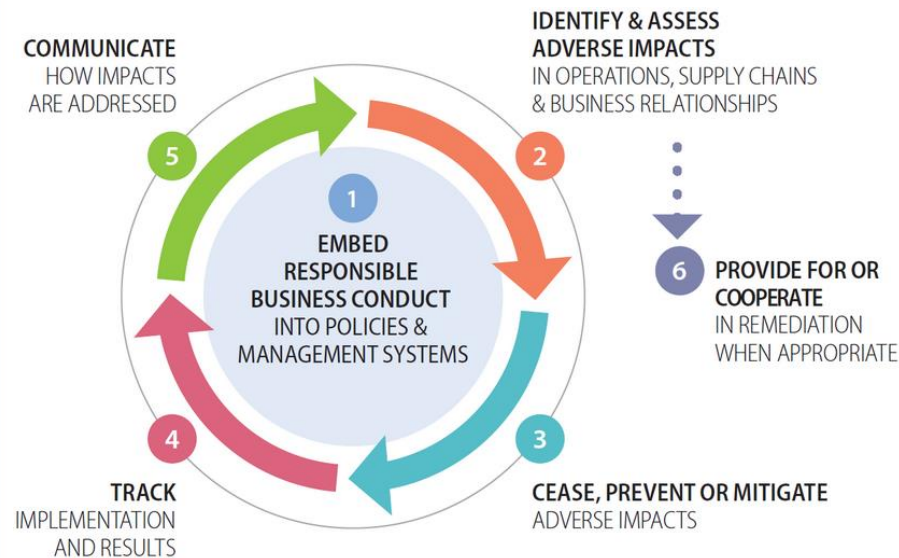 1
EMBED
RESPONSIBLE
BUSINESS CONDUCT
INTO POLICIES &
MANAGEMENT SYSTEMS
2
IDENTIFY & ASSESS
ADVERSE IMPACTS
IN OPERATIONS, SUPPLY CHAINS
& BUSINESS RELATIONSHIPS
3
CEASE, PREVENT OR MITIGATE
ADVERSE IMPACTS
4
TRACK
IMPLEMENTATION
AND RESULTS
5
COMMUNICATE
HOW IMPACTS
ARE ADDRESSED
6
PROVIDE FOR OR
COOPERATE
IN REMEDIATION
WHEN APPROPRIATE